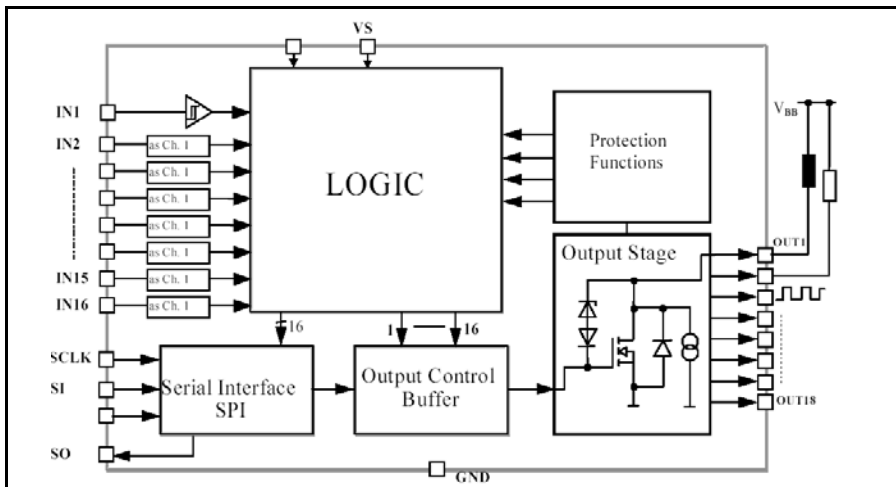 VS
IN1
IN2
as Ch. 1
as Ch. 1
as Ch. 1
as Ch. 1
as Ch. 1
IN15
as Ch. 1
IN16
as Ch. 1
LOGIC
Protection
Functions
VBB
OUT1
Output Stage
16
1
16
SCLK
SI
SO
Serial Interface
SPI
Output Control
Buffer
OUT18
GND